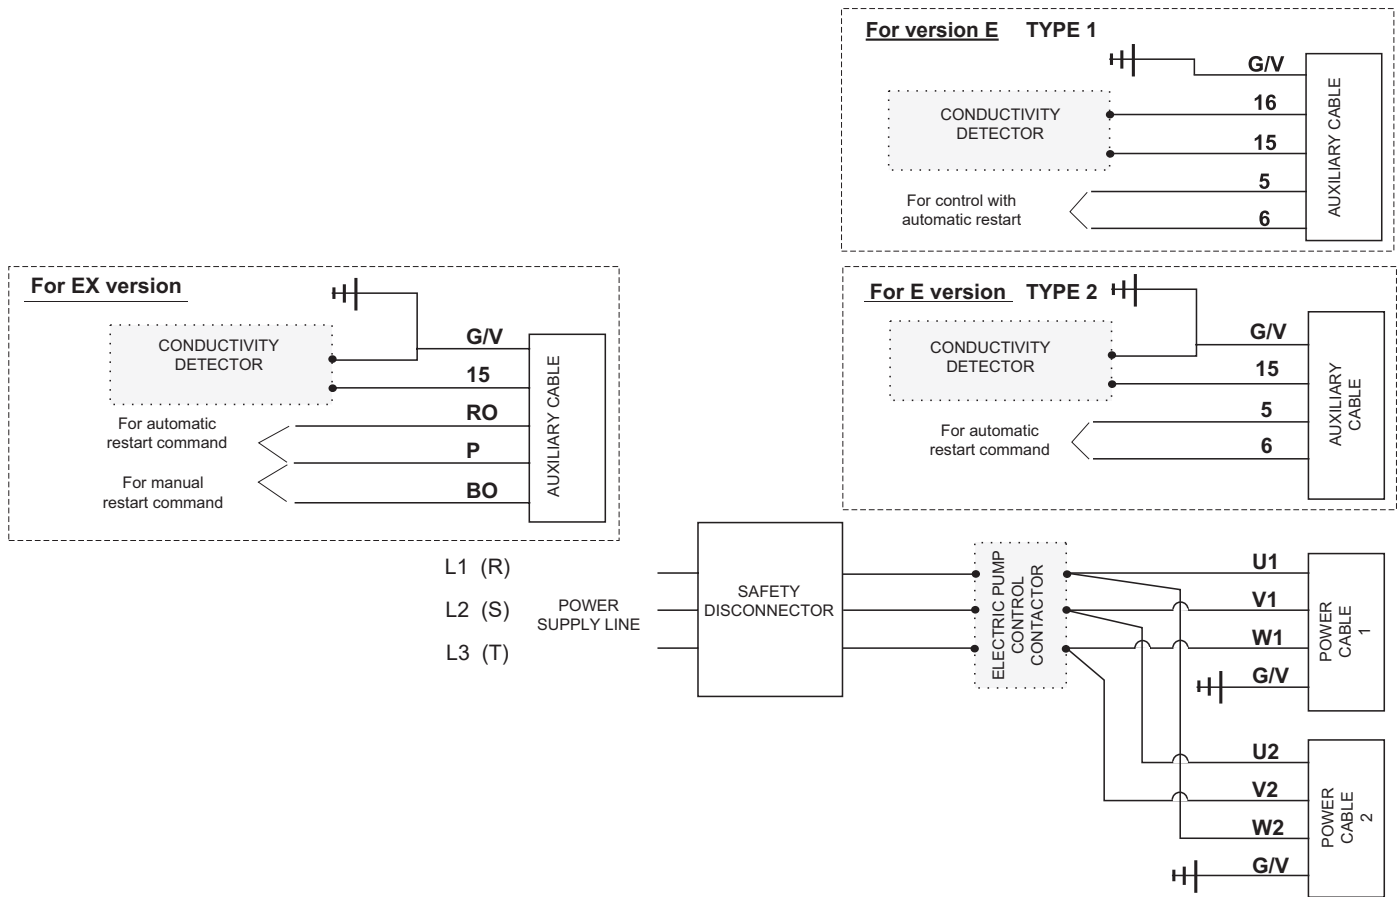 For version E TYPE 1
G/V
CONDUCTIVITY
DETECTOR
16
15
For control with
automatic restart
5
6
AUXILIARY CABLE
For EX version
CONDUCTIVITY
DETECTOR
G/V
15
For automatic
restart command
RO
P
For manual
restart command
BO
AUXILIARY CABLE
For E version TYPE 2
CONDUCTIVITY
DETECTOR
G/V
15
For automatic
restart command
5
6
AUXILIARY
CABLE
L1 (R)
L2 (S)
L3 (T)
POWER
SUPPLY LINE
SAFETY
DISCONNECTOR
ELECTRIC PUMP
CONTROL
CONTACTOR
U1
V1
W1
G/V
POWER
CABLE
1
U2
V2
W2
G/V
POWER
CABLE
2